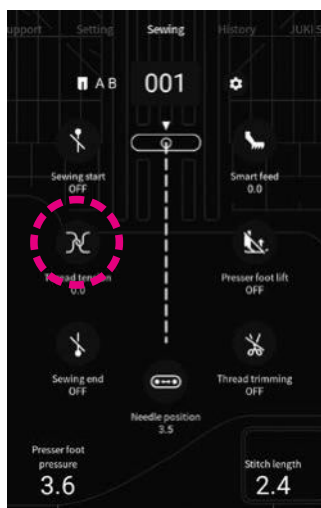 upport Setting Sewing History JUKI S
A B 001
Sewing start
OFF
Smart feed
0.0
Thread tension
0.0
Presser foot lift
OFF
Sewing end
OFF
Thread trimming
OFF
Needle position
3.5
Presser foot
pressure
3.6
Stitch length
2.4